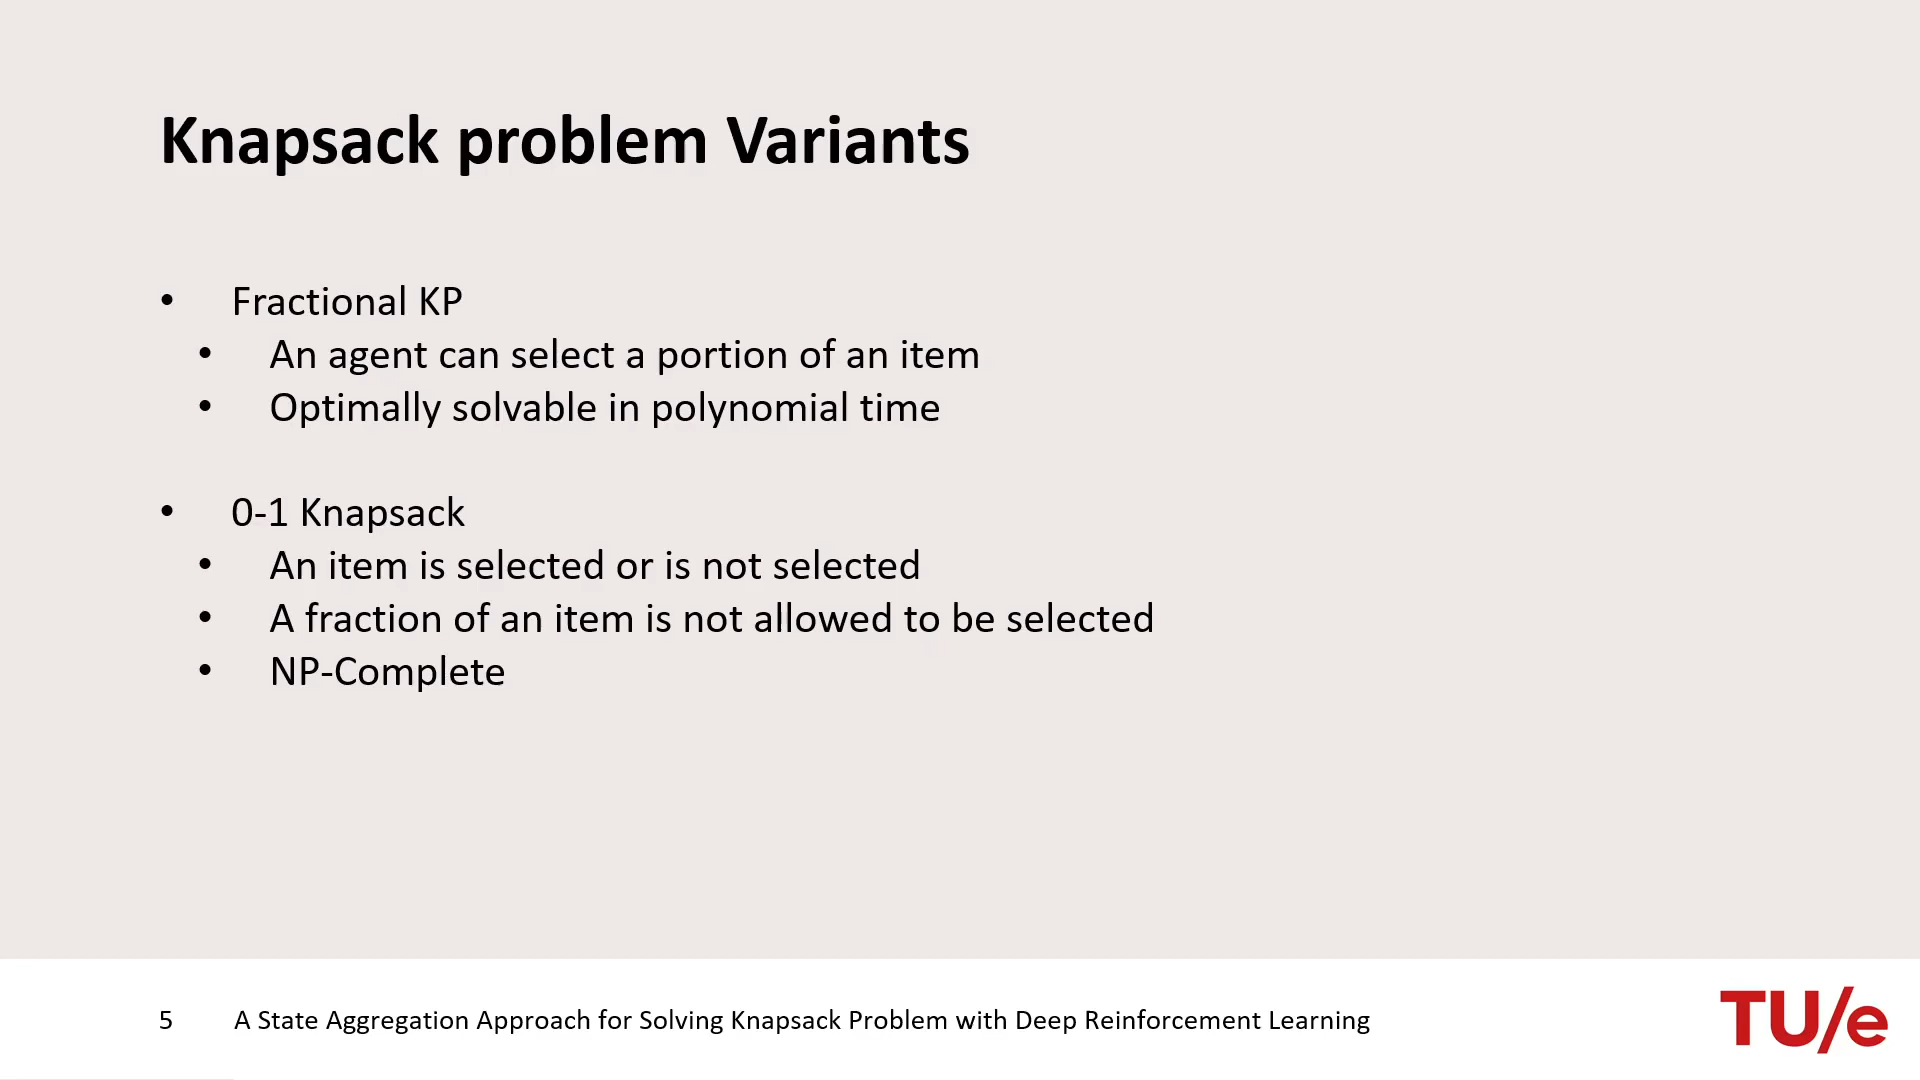 Knapsack problem Variants
• Fractional KP
• An agent can select a portion of an item
• Optimally solvable in polynomial time
• 0-1 Knapsack
• An item is selected or is not selected
• A fraction of an item is not allowed to be selected
• NP-Complete
5 A State Aggregation Approach for Solving Knapsack Problem with Deep Reinforcement Learning
TU/e